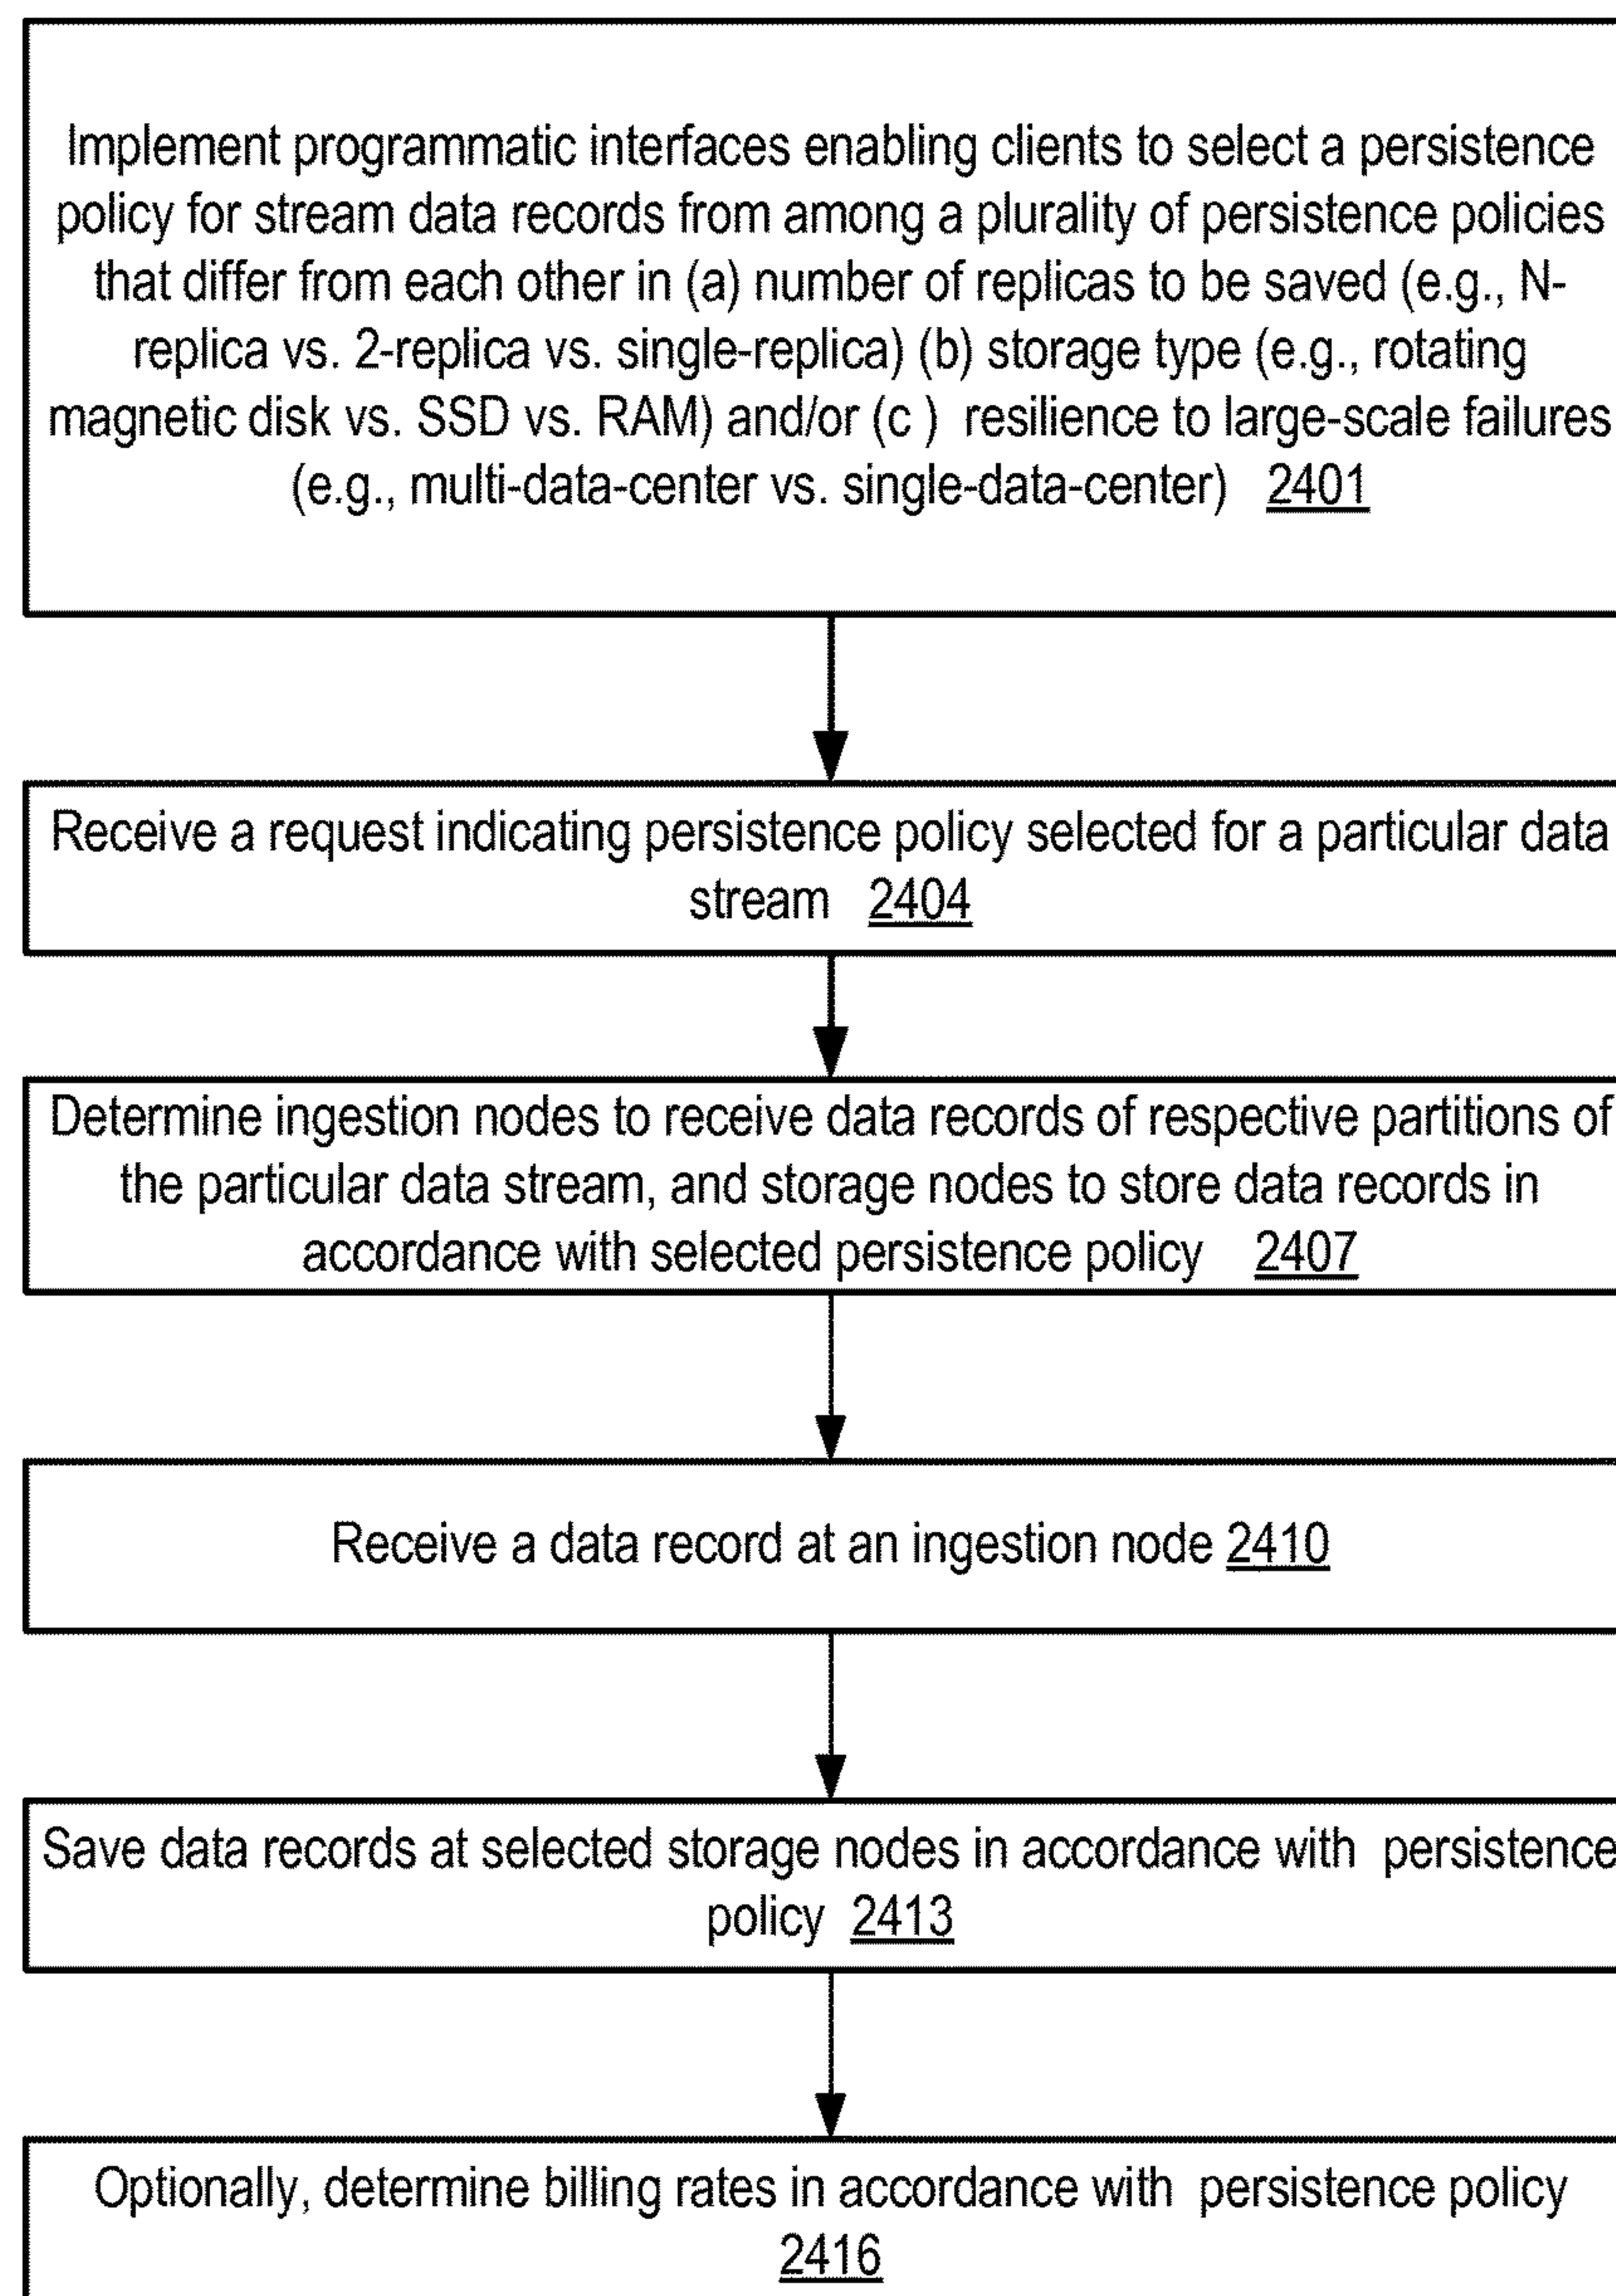 Implement programmatic interfaces enabling clients to select a persistence
policy for stream data records from among a plurality of persistence policies
that differ from each other in (a) number of replicas to be saved (e.g., N-
replica vs. 2-replica vs. single-replica) (b) storage type (e.g., rotating
magnetic disk vs. SSD vs. RAM) and/or (c ) resilience to large-scale failures
(e.g., multi-data-center vs. single-data-center) 2401
Receive a request indicating persistence policy selected for a particular data
stream 2404
Determine ingestion nodes to receive data records of respective partitions of
the particular data stream, and storage nodes to store data records in
accordance with selected persistence policy 2407
Receive a data record at an ingestion node 2410
Save data records at selected storage nodes in accordance with persistence
policy 2413
Optionally, determine billing rates in accordance with persistence policy
2416